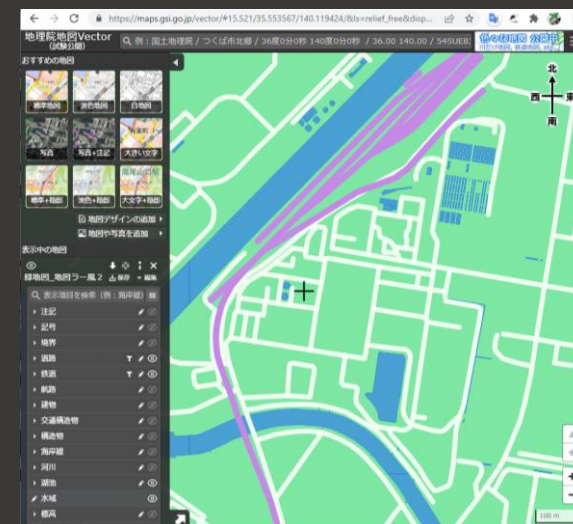 https://maps.gsi.go.jp/vector/#15.521/35.553567/140.119424/&ls=relief_free&disp...
地理院地図Vector
(試験公開)
例：国土地理院 / つくば市北郷 / 36度0分0秒 140度0分0秒 / 36.00 140.00 / 54SUE8
公開中
おすすめの地図
標準地図
淡色地図
白地図
写真
写真+注記
大きい文字
標準+陰影
淡色+陰影
大文字+陰影
地図デザインの追加
地図や写真を追加
表示中の地図
緑地図_地図ラー風2
保存
編集
表示項目を検索 (例：海岸線)
注記
記号
境界
道路
鉄道
航路
建物
交通構造物
構造物
海岸線
河川
湖池
水域
標高
北
西
東
南
100 m